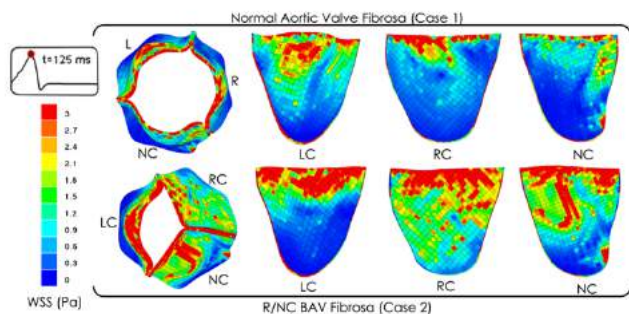 Normal Aortic Valve Fibrosa (Case 1)
t=125 ms
L
R
NC
LC
RC
NC
3
2.7
2.4
2.1
1.8
1.5
1.2
0.9
0.6
0.3
0
WSS (Pa)
RC
LC
NC
LC
RC
NC
R/NC BAV Fibrosa (Case 2)